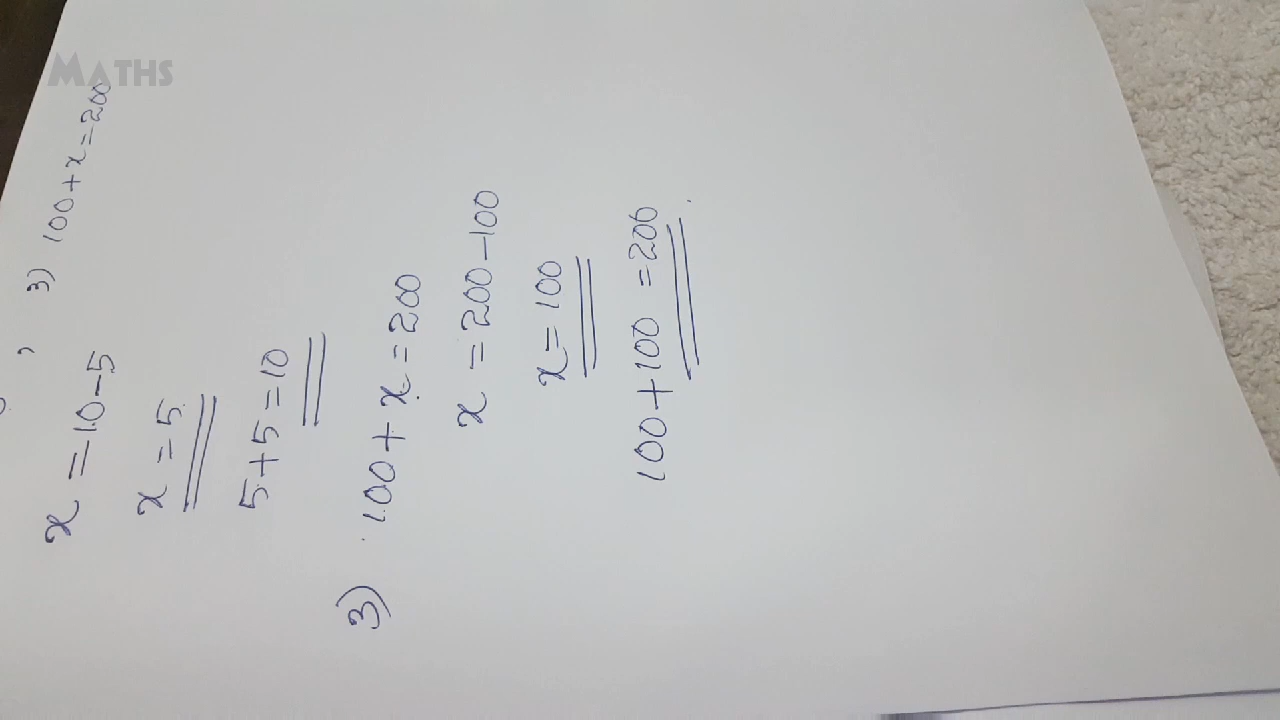 MATHS
, 3) 100 + x = 200
x = 10 - 5
x = 5
5 + 5 = 10
3) 100 + x = 200
x = 200 - 100
x = 100
100 + 100 = 200